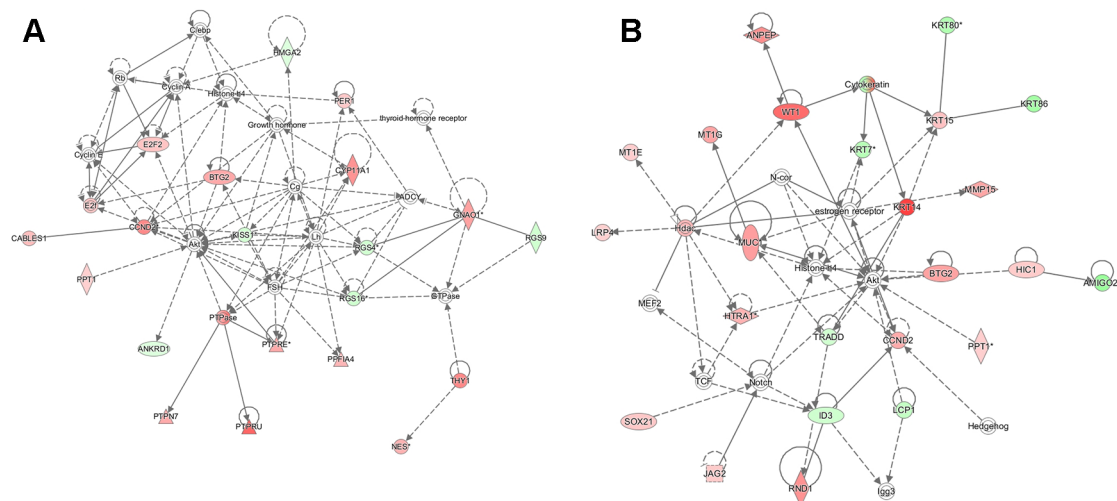 A
C/ebp
HMGA2
Rb
Cyclin A
Histone h4
PER1
Growth hormone
thyroid hormone receptor
E2F2
Cyclin E
BTG2
CYP11A1
Cg
ADCY
E2f
GNAO1*
CCND2
CABLES1
KISS1*
Lh
Akt
RGS4*
RGS9
PPT1
FSH
RGS16*
GTPase
PTPase
ANKRD1
PTPRE*
PPFIA4
THY1
PTPN7
PTPRU
NES*
B
KRT80*
ANPEP
Cytokeratin
KRT86
WT1
KRT15
MT1G
MT1E
KRT7*
N-cor
MMP15
estrogen receptor
KRT14
LRP4
Hdac
MUC1
Histone h4
Akt
BTG2
HIC1
AMIGO2
MEF2
HTRA1*
TRADD
CCND2
PPT1*
TCF
Notch
SOX21
ID3
LCP1
Hedgehog
JAG2
RND1
Igg3